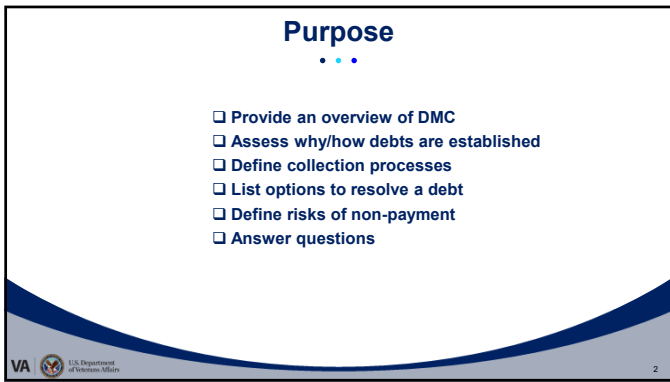 Purpose
❑ Provide an overview of DMC
❑ Assess why/how debts are established
❑ Define collection processes
❑ List options to resolve a debt
❑ Define risks of non-payment
❑ Answer questions
VA
U.S. Department
of Veterans Affairs
2